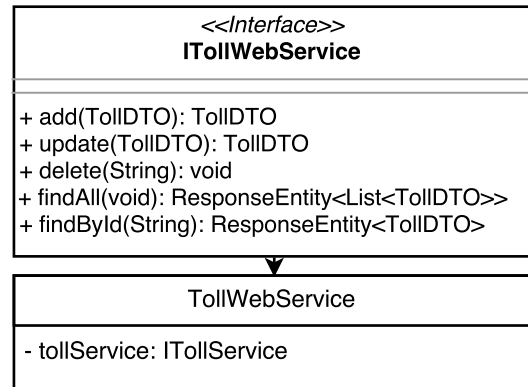 <<Interface>>
ITollWebService
+ add(TollDTO): TollDTO
+ update(TollDTO): TollDTO
+ delete(String): void
+ findAll(void): ResponseEntity<List<TollDTO>>
+ findById(String): ResponseEntity<TollDTO>
TollWebService
- tollService: ITollService